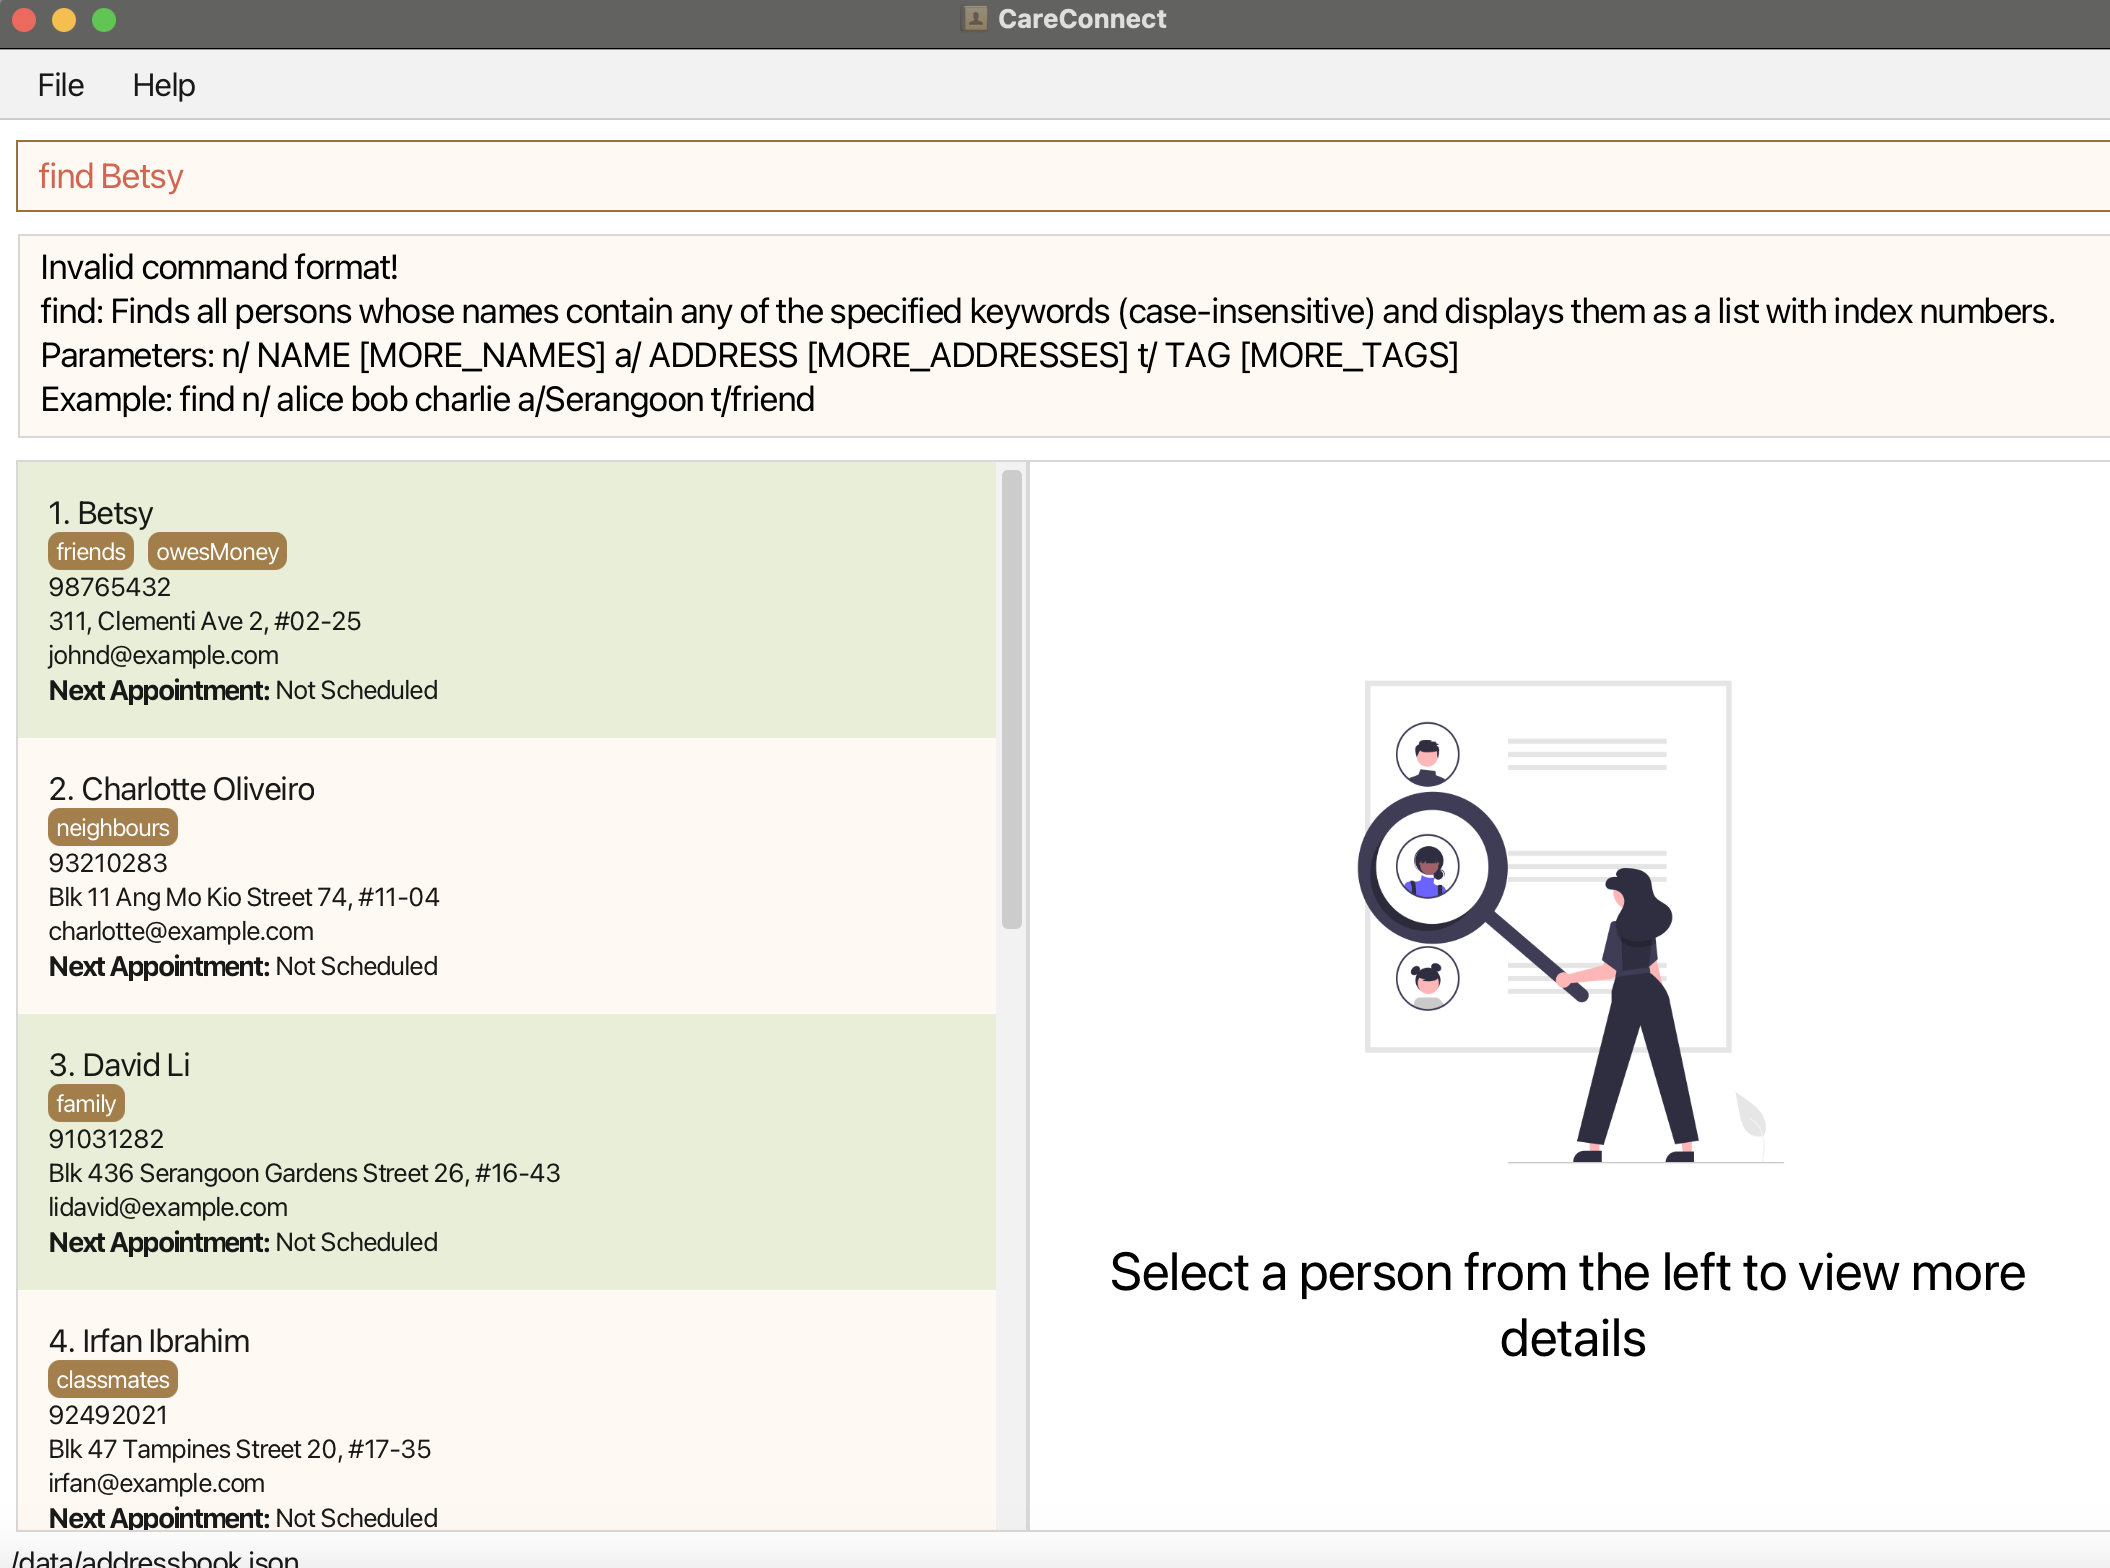 CareConnect
File Help
find Betsy
Invalid command format!
find: Finds all persons whose names contain any of the specified keywords (case-insensitive) and displays them as a list with index numbers.
Parameters: n/ NAME [MORE_NAMES] a/ ADDRESS [MORE_ADDRESSES] t/ TAG [MORE_TAGS]
Example: find n/ alice bob charlie a/Serangoon t/friend
1. Betsy
friends owesMoney
98765432
311, Clementi Ave 2, #02-25
johnd@example.com
Next Appointment: Not Scheduled
2. Charlotte Oliveiro
neighbours
93210283
Blk 11 Ang Mo Kio Street 74, #11-04
charlotte@example.com
Next Appointment: Not Scheduled
3. David Li
family
91031282
Blk 436 Serangoon Gardens Street 26, #16-43
lidavid@example.com
Next Appointment: Not Scheduled
4. Irfan Ibrahim
classmates
92492021
Blk 47 Tampines Street 20, #17-35
irfan@example.com
Next Appointment: Not Scheduled
Select a person from the left to view more
details
/data/addressbook.json